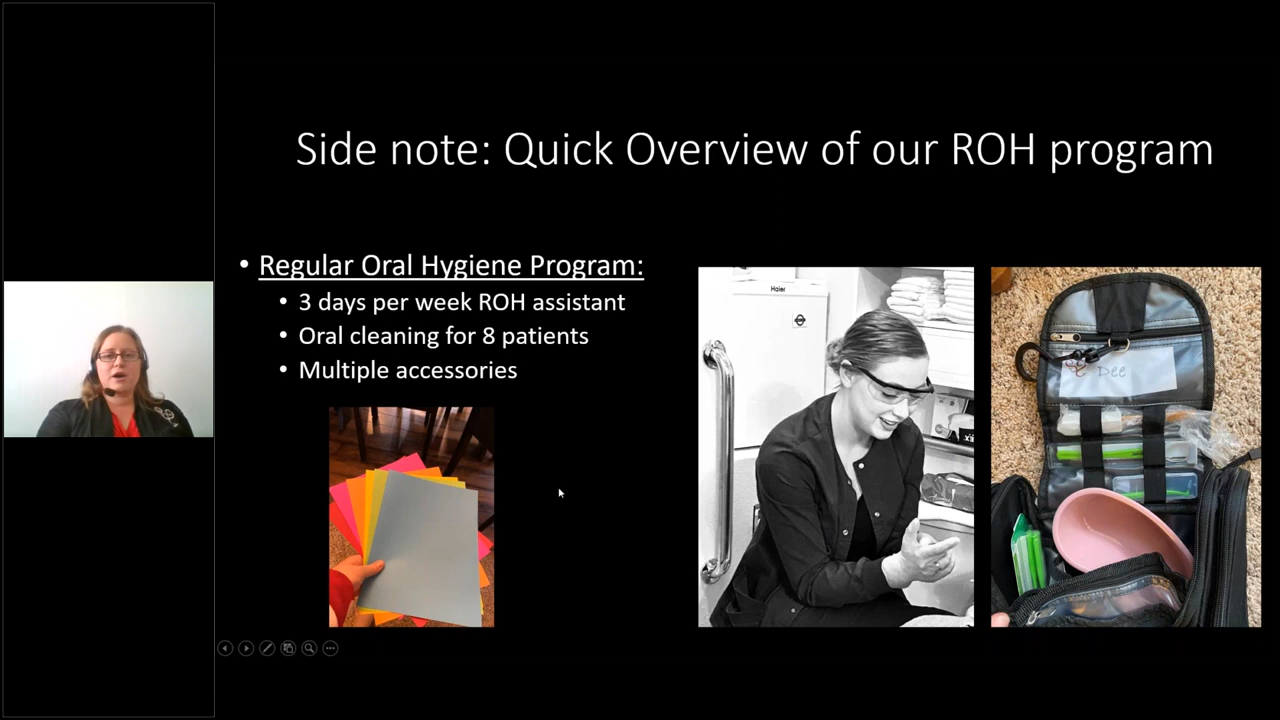 Side note: Quick Overview of our ROH program
• Regular Oral Hygiene Program:
• 3 days per week ROH assistant
• Oral cleaning for 8 patients
• Multiple accessories
Haier
Dee